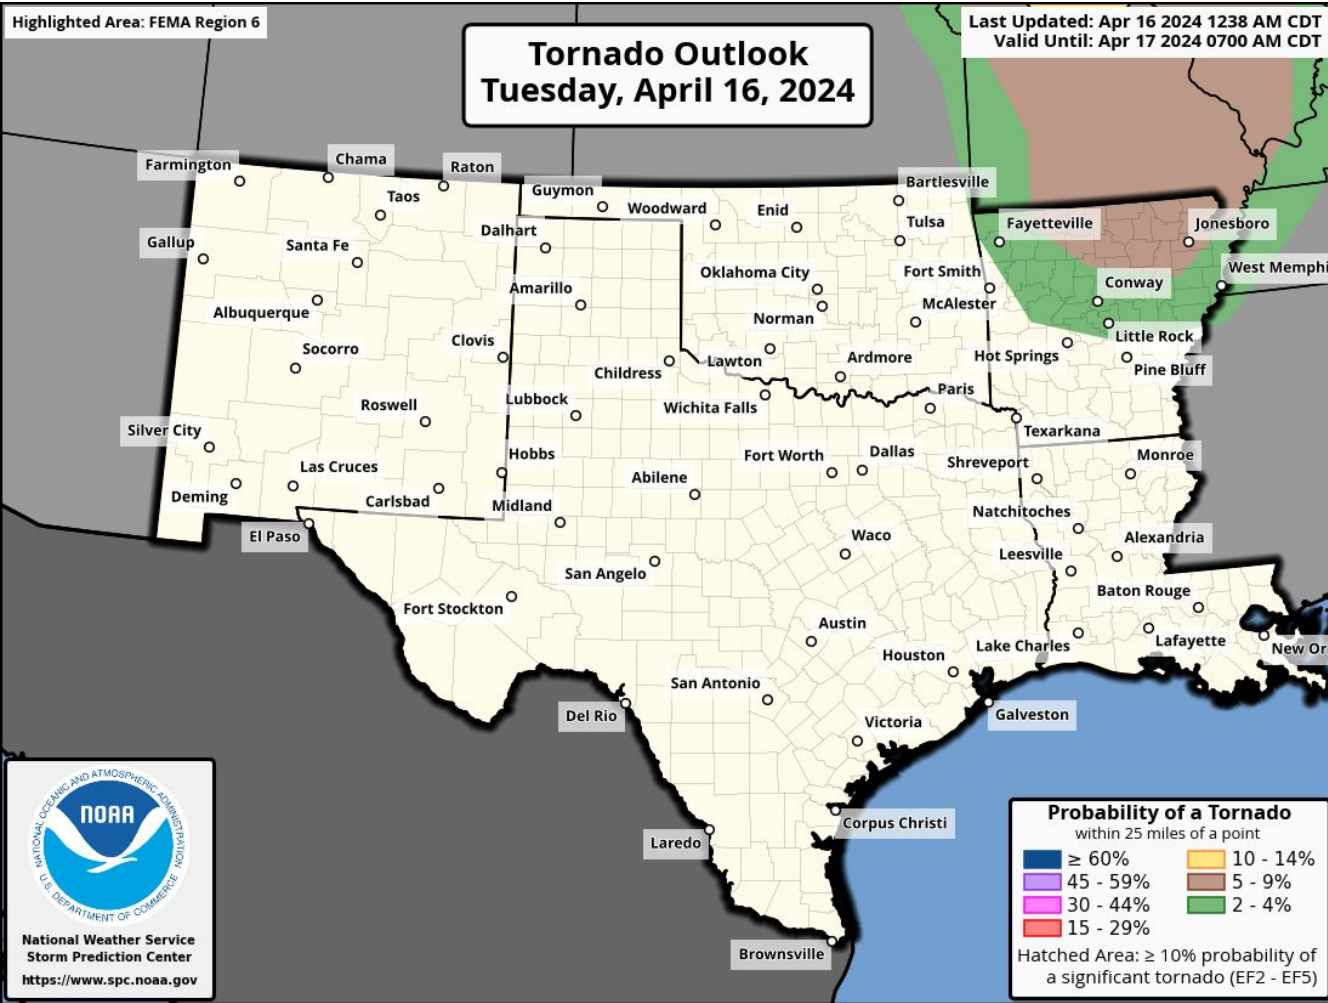 Highlighted Area: FEMA Region 6
Last Updated: Apr 16 2024 1238 AM CDT
Valid Until: Apr 17 2024 0700 AM CDT
Tornado Outlook
Tuesday, April 16, 2024
Farmington
Chama
Raton
Taos
Guymon
Woodward
Enid
Bartlesville
Tulsa
Fayetteville
Jonesboro
Gallup
Santa Fe
Dalhart
Oklahoma City
Fort Smith
Conway
West Memphi
Albuquerque
Amarillo
Norman
McAlester
Little Rock
Socorro
Clovis
Childress
Lawton
Ardmore
Hot Springs
Pine Bluff
Roswell
Lubbock
Wichita Falls
Paris
Texarkana
Silver City
Las Cruces
Hobbs
Abilene
Fort Worth
Dallas
Shreveport
Monroe
Deming
Carlsbad
Midland
Natchitoches
El Paso
Waco
Leesville
Alexandria
San Angelo
Baton Rouge
Fort Stockton
Austin
Houston
Lake Charles
Lafayette
New Or
San Antonio
Del Rio
Victoria
Galveston
Corpus Christi
Laredo
Brownsville
NATIONAL OCEANIC AND ATMOSPHERIC ADMINISTRATION
NOAA
U.S. DEPARTMENT OF COMMERCE
National Weather Service
Storm Prediction Center
https://www.spc.noaa.gov
Probability of a Tornado
within 25 miles of a point
≥ 60%
10 - 14%
45 - 59%
5 - 9%
30 - 44%
2 - 4%
15 - 29%
Hatched Area: ≥ 10% probability of
a significant tornado (EF2 - EF5)